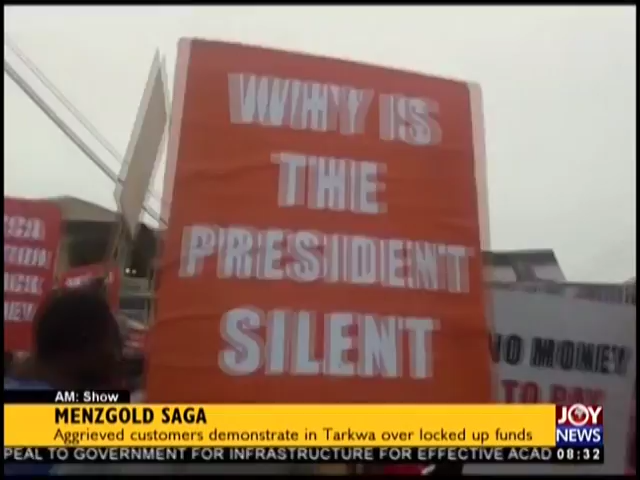 WHY IS
THE
PRESIDENT
SILENT
NO MONEY
TO PAY
AM: Show
MENZGOLD SAGA
Aggrieved customers demonstrate in Tarkwa over locked up funds
JOY
NEWS
PEAL TO GOVERNMENT FOR INFRASTRUCTURE FOR EFFECTIVE ACAD
08:32